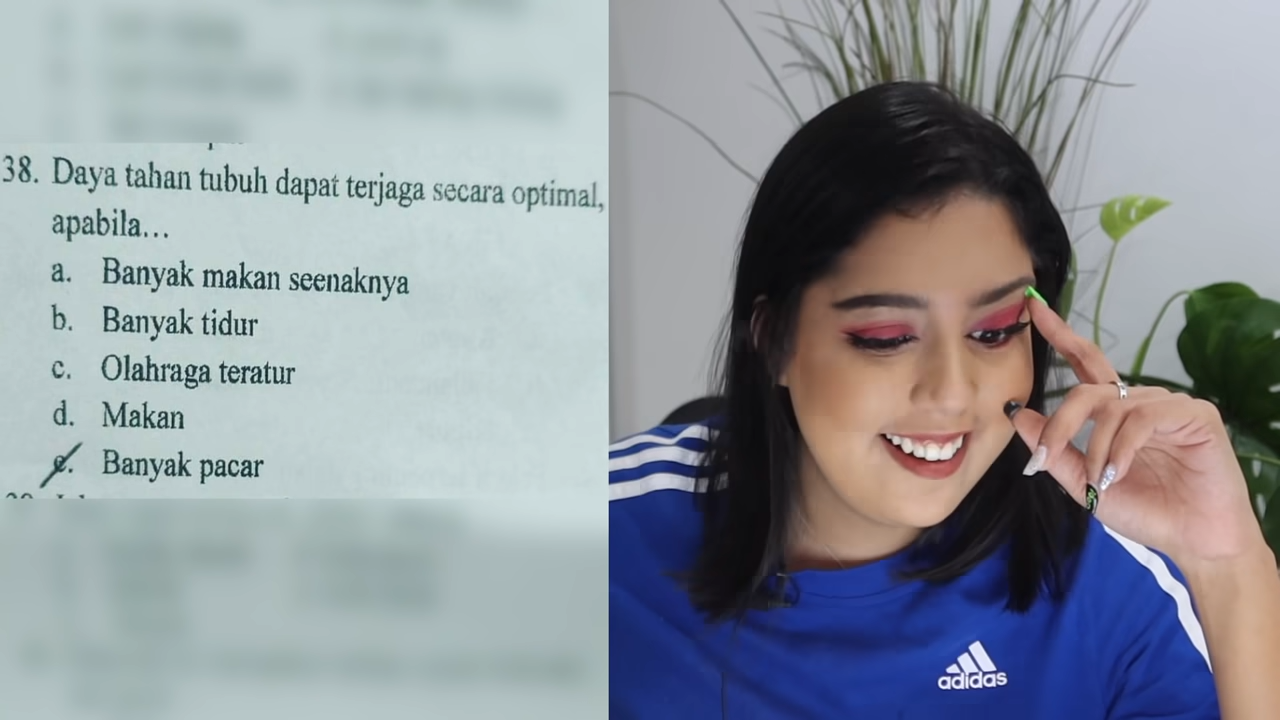 38. Daya tahan tubuh dapat terjaga secara optimal,
apabila...
a. Banyak makan seenaknya
b. Banyak tidur
c. Olahraga teratur
d. Makan
e. Banyak pacar
adidas